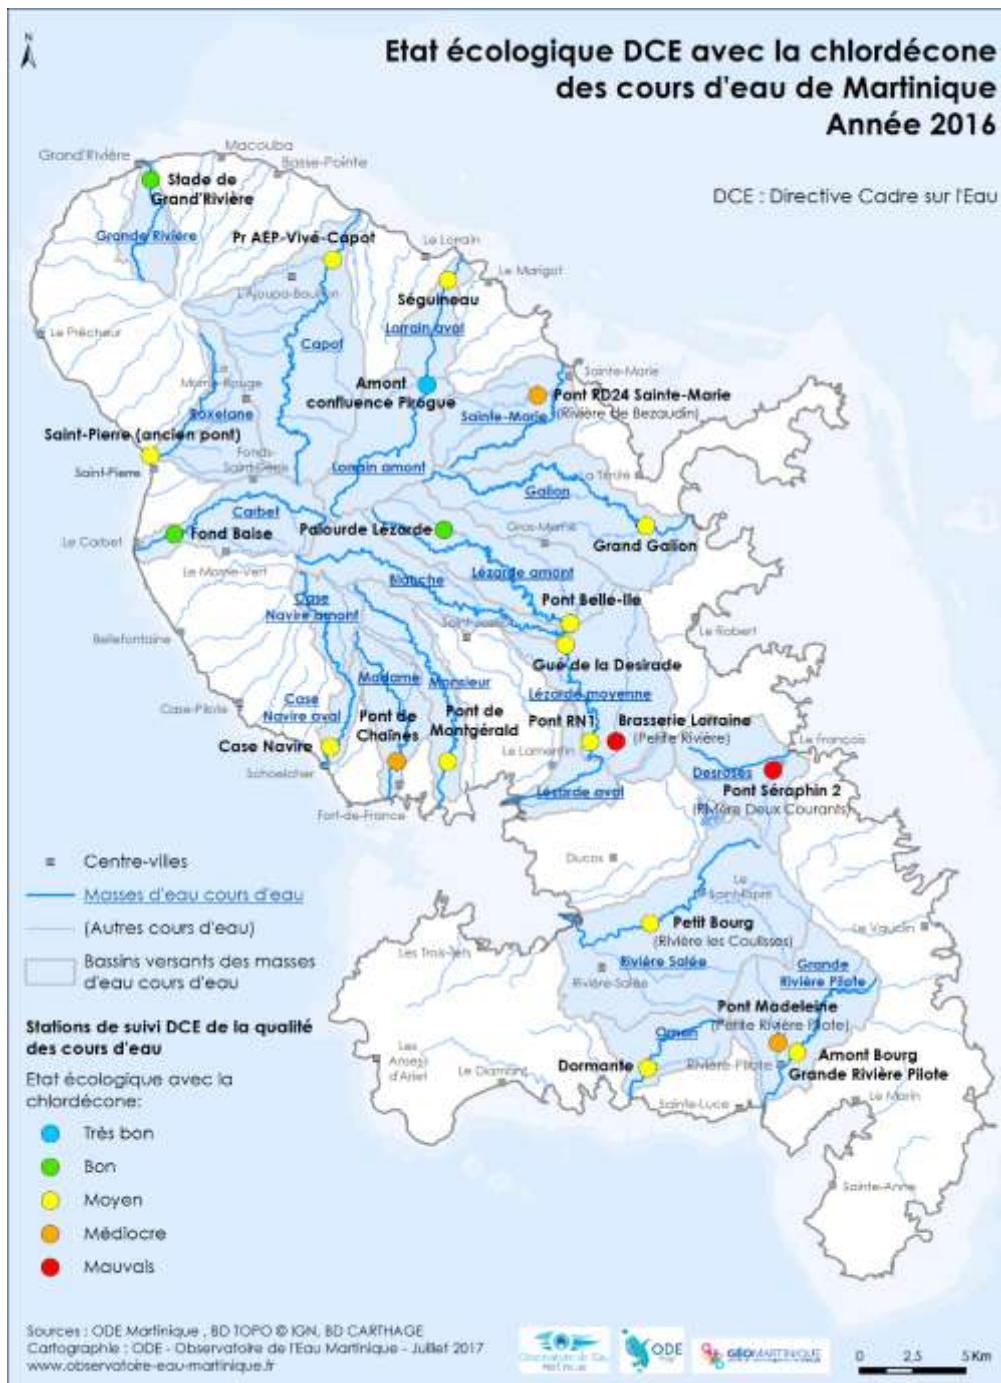 N
Etat écologique DCE avec la chlordécone
des cours d'eau de Martinique
Année 2016
DCE : Directive Cadre sur l'Eau
Grand'Rivière
Macouba
Basse-Pointe
Stade de
Grand'Rivière
Grande Rivière
Pr AEP-Vivé-Capot
Le Lorrain
Le Marigot
L'Ajoupa-Bouillon
Séguineau
Lorrain aval
Le Prêcheur
Capot
Le
Morne-Rouge
Amont
confluence Pirogue
Sainte-Marie
Pont RD24 Sainte-Marie
(Rivière de Bezaudin)
Sainte-Marie
Roxelane
Saint-Pierre (ancien pont)
Saint-Pierre
Fonds-
Saint-Denis
Lorrain amont
La Trinité
Galion
Carbet
Le Carbet
Fond Baise
Palourde Lézarde
Gros-Morne
Grand Galion
Le Morne-Vert
Blanche
Lézarde amont
Case
Navire amont
Pont Belle-Ile
Saint-Joseph
Le Robert
Bellefontaine
Gué de la Desirade
Madame
Monsieur
Lézarde moyenne
Case-Pilote
Case
Navire aval
Pont de
Chaînes
Pont de
Montgérald
Pont RN1
Brasserie Lorraine
(Petite Rivière)
Case Navire
Le Lamentin
Le François
Schoelcher
Desroses
Pont Séraphin 2
(Rivière Deux Courants)
Lézarde aval
Fort-de-France
Ducos
Le
Saint-Esprit
Petit Bourg
(Rivière les Coulisses)
Le Vauclin
Les Trois-Ilets
Rivière Salée
Rivière-Salée
Grande
Rivière Pilote
Pont Madeleine
(Petite Rivière Pilote)
Oman
Les
Anses
d'Arlet
Le Diamant
Dormante
Rivière-Pilote
Amont Bourg
Grande Rivière Pilote
Sainte-Luce
Le Marin
Sainte-Anne
Centre-villes
Masses d'eau cours d'eau
(Autres cours d'eau)
Bassins versants des masses
d'eau cours d'eau
Stations de suivi DCE de la qualité
des cours d'eau
Etat écologique avec la
chlordécone:
Très bon
Bon
Moyen
Médiocre
Mauvais
Sources : ODE Martinique , BD TOPO © IGN, BD CARTHAGE
Cartographie : ODE - Observatoire de l'Eau Martinique - Juillet 2017
www.observatoire-eau-martinique.fr
ODE
GÉOMARTINIQUE
0 2,5 5 Km